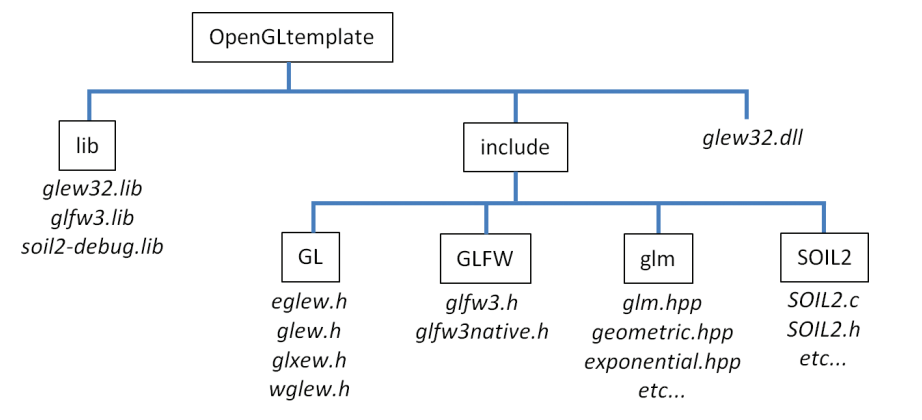 OpenGLtemplate
lib
glew32.lib
glfw3.lib
soil2-debug.lib
include
glew32.dll
GL
eglew.h
glew.h
glxew.h
wglew.h
GLFW
glfw3.h
glfw3native.h
glm
glm.hpp
geometric.hpp
exponential.hpp
etc...
SOIL2
SOIL2.c
SOIL2.h
etc...